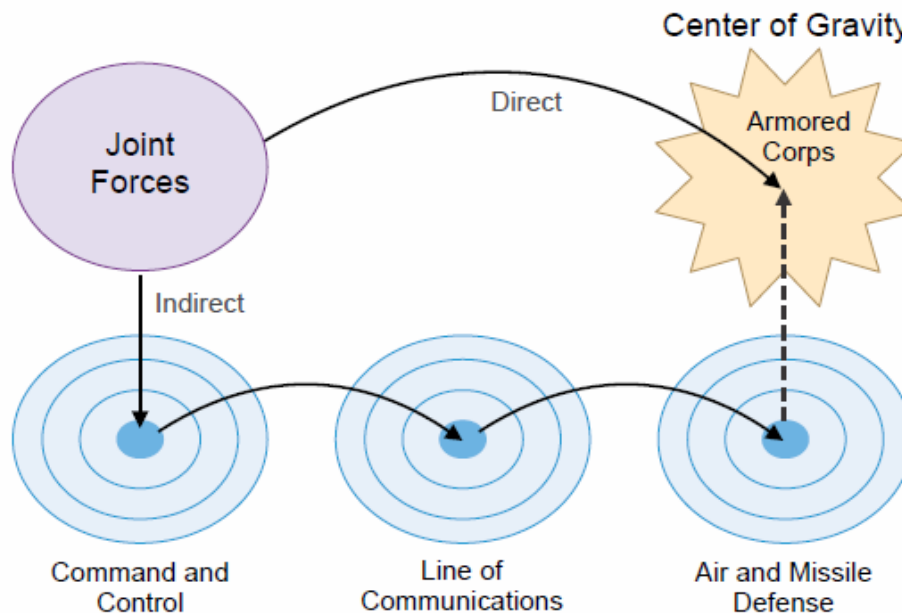 Center of Gravity
Direct
Armored
Corps
Joint
Forces
Indirect
Command and
Control
Line of
Communications
Air and Missile
Defense